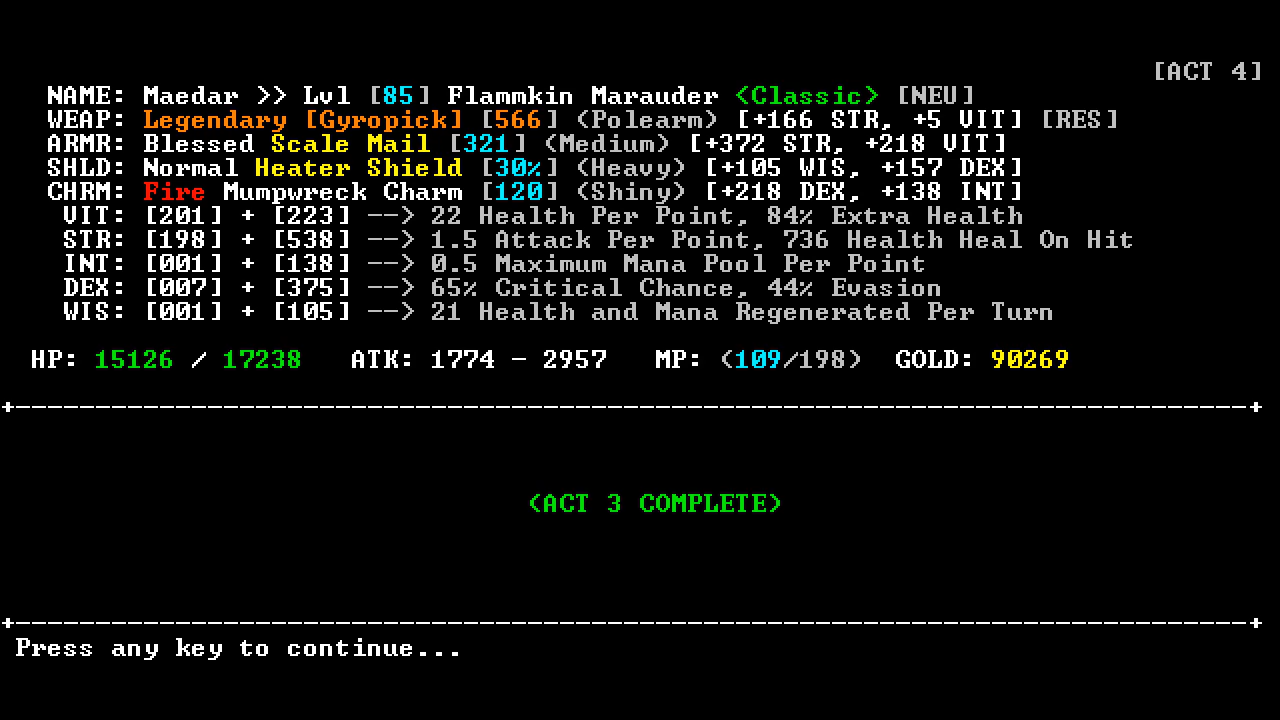 [ACT 4]
NAME: Maedar >> Lvl [85] Flammkin Marauder <Classic> [NEU]
WEAP: Legendary [Gyropick] [566] (Polearm) [+166 STR, +5 VIT] [RES]
ARMR: Blessed Scale Mail [321] (Medium) [+372 STR, +218 VIT]
SHLD: Normal Heater Shield [30%] (Heavy) [+105 WIS, +157 DEX]
CHRM: Fire Mumpwreck Charm [120] (Shiny) [+218 DEX, +138 INT]
VIT: [201] + [223] --> 22 Health Per Point, 84% Extra Health
STR: [198] + [538] --> 1.5 Attack Per Point, 736 Health Heal On Hit
INT: [001] + [138] --> 0.5 Maximum Mana Pool Per Point
DEX: [007] + [375] --> 65% Critical Chance, 44% Evasion
WIS: [001] + [105] --> 21 Health and Mana Regenerated Per Turn
HP: 15126 / 17238 ATK: 1774 - 2957 MP: (109/198) GOLD: 90269
<ACT 3 COMPLETE>
Press any key to continue...